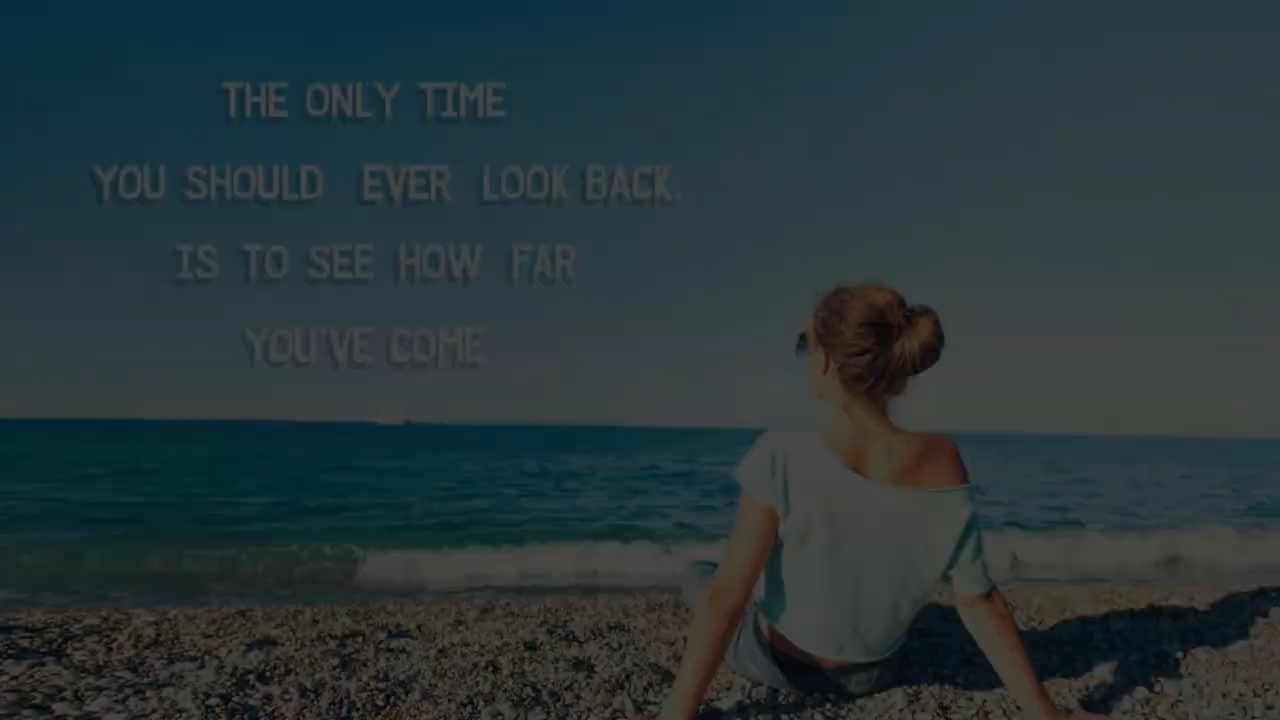 THE ONLY TIME
YOU SHOULD EVER LOOK BACK.
IS TO SEE HOW FAR
YOU'VE COME